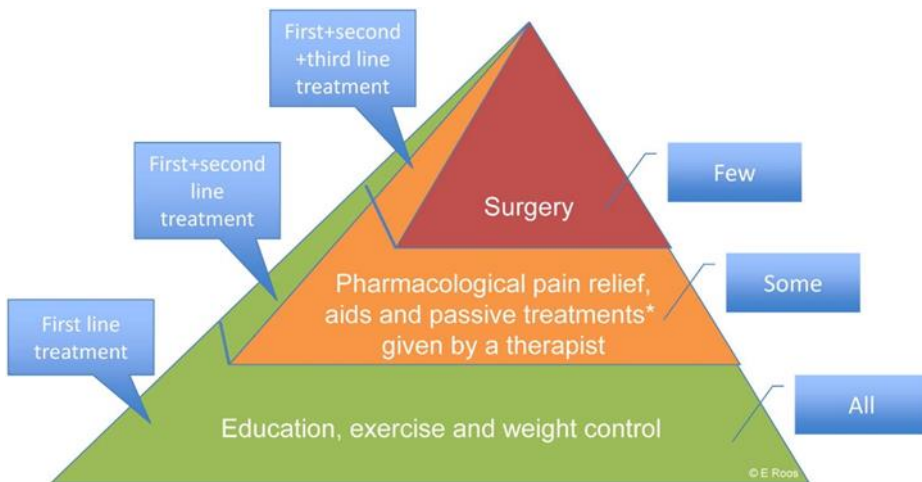 First+second
+third line
treatment
First+second
line
treatment
First line
treatment
Surgery
Few
Pharmacological pain relief,
aids and passive treatments*
given by a therapist
Some
Education, exercise and weight control
All
© E Roos